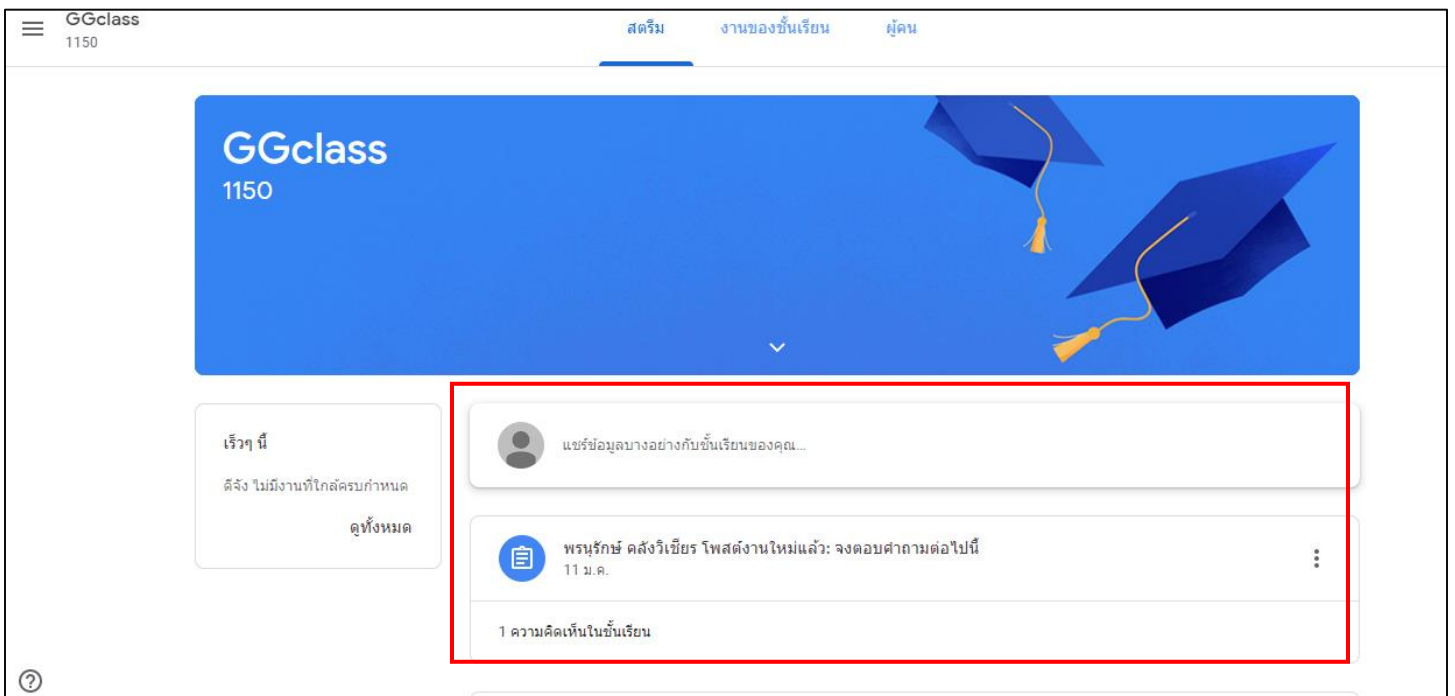 GGclass
1150
สตรีม
งานของชั้นเรียน
ผู้คน
GGclass
1150
เร็วๆ นี้
ดีจัง ไม่มีงานที่ใกล้ครบกำหนด
ดูทั้งหมด
แชร์ข้อมูลบางอย่างกับชั้นเรียนของคุณ...
พรนุรักษ์ คลังวิเชียร โพสต์งานใหม่แล้ว: จงตอบคำถามต่อไปนี้
11 ม.ค.
1 ความคิดเห็นในชั้นเรียน